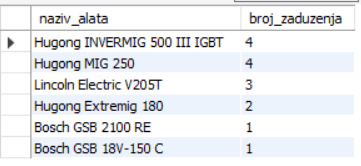 naziv_alata broj_zaduzenja
Hugong INVERMIG 500 III IGBT 4
Hugong MIG 250 4
Lincoln Electric V205T 3
Hugong Extremig 180 2
Bosch GSB 2100 RE 1
Bosch GSB 18V-150 C 1